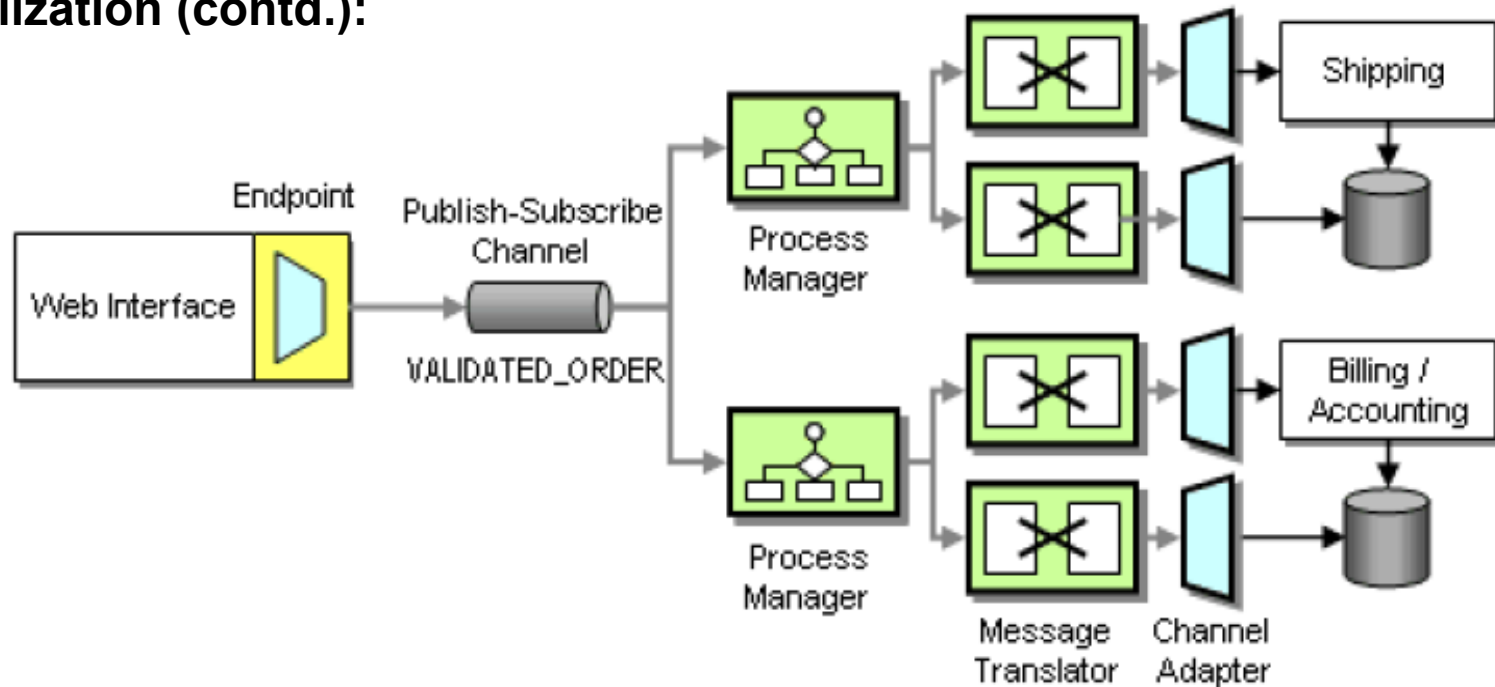 lization (contd.):
Shipping
Endpoint
Publish-Subscribe
Channel
Process
Manager
Web Interface
VALIDATED_ORDER
Billing /
Accounting
Process
Manager
Message
Translator
Channel
Adapter